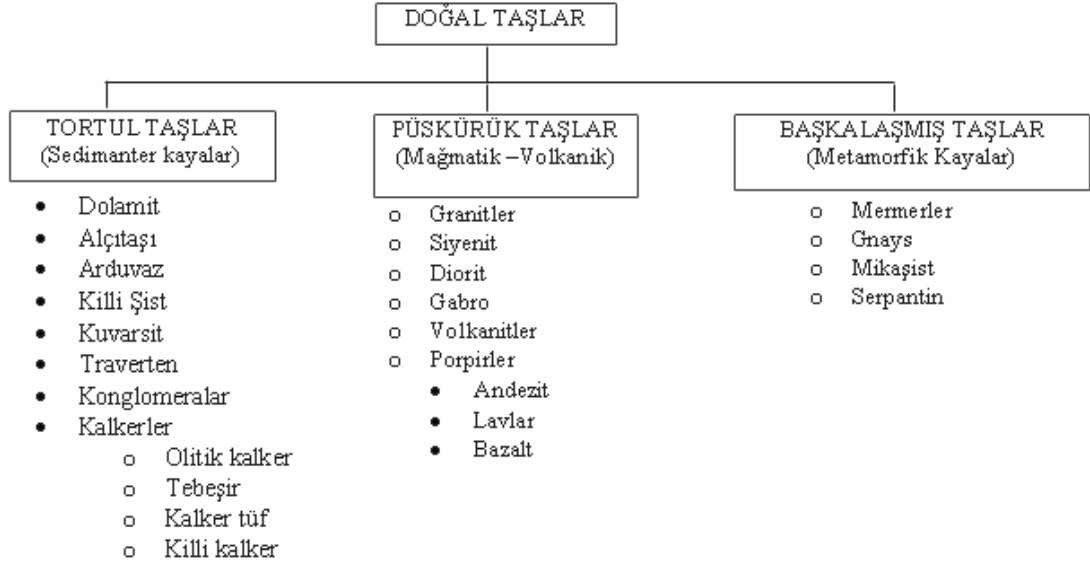 DOĞAL TAŞLAR
TORTUL TAŞLAR
(Sedimanter kayalar)
Dolamit
Alçıtaşı
Arduvaz
Killi Şist
Kuvarsit
Traverten
Konglomeralar
Kalkerler
Olitik kalker
Tebeşir
Kalker tüf
Killi kalker
PÜSKÜRÜK TAŞLAR
(Mağmatik –Volkanik)
Granitler
Siyenit
Diorit
Gabro
Volkanitler
Porpirler
Andezit
Lavlar
Bazalt
BAŞKALAŞMIŞ TAŞLAR
(Metamorfik Kayalar)
Mermerler
Gnays
Mikaşist
Serpantin